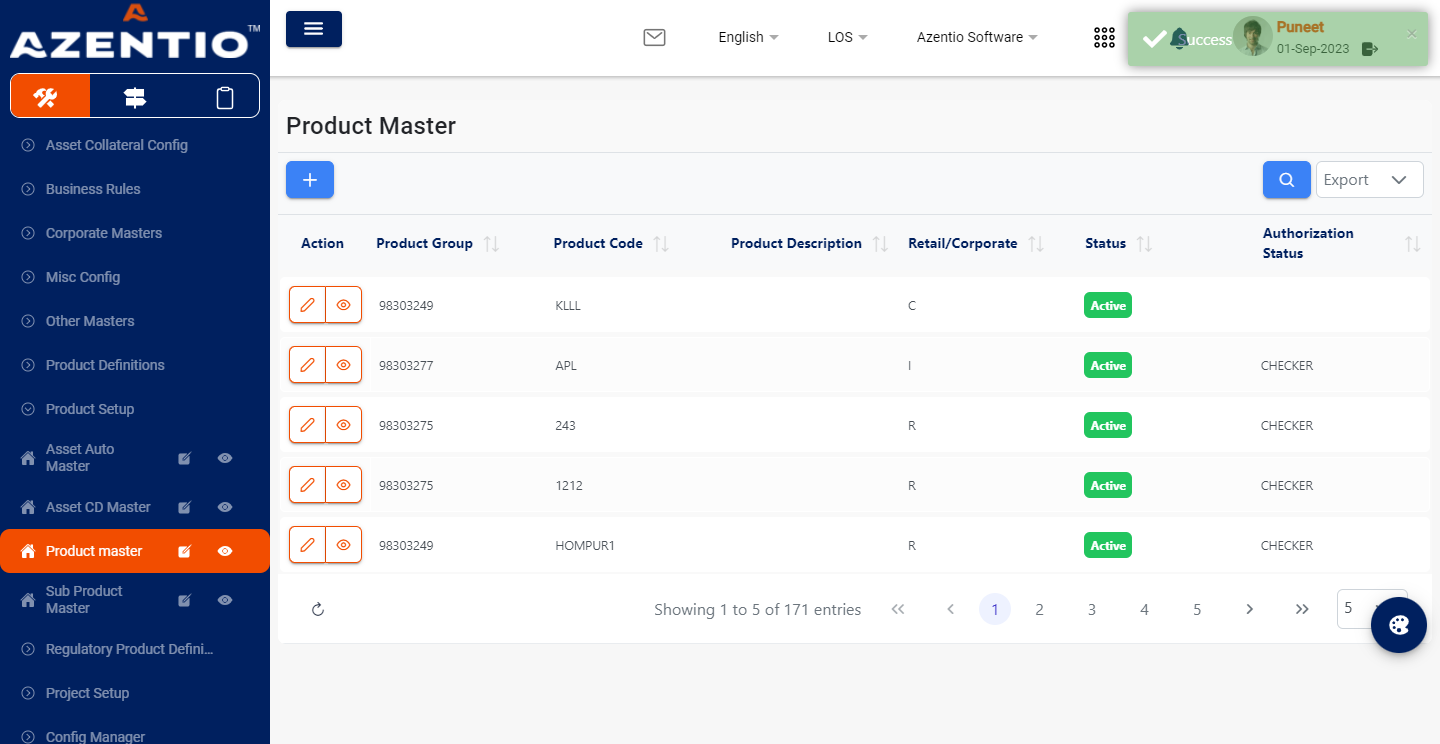 AZENTIO™
English
LOS
Azentio Software
Success
Puneet
01-Sep-2023
Asset Collateral Config
Business Rules
Corporate Masters
Misc Config
Other Masters
Product Definitions
Product Setup
Asset Auto
Master
Asset CD Master
Product master
Sub Product
Master
Regulatory Product Defini...
Project Setup
Config Manager
Product Master
Export
Action Product Group Product Code Product Description Retail/Corporate Status Authorization
Status
98303249 KLLL C Active
98303277 APL I Active CHECKER
98303275 243 R Active CHECKER
98303275 1212 R Active CHECKER
98303249 HOMPUR1 R Active CHECKER
Showing 1 to 5 of 171 entries 1 2 3 4 5 5